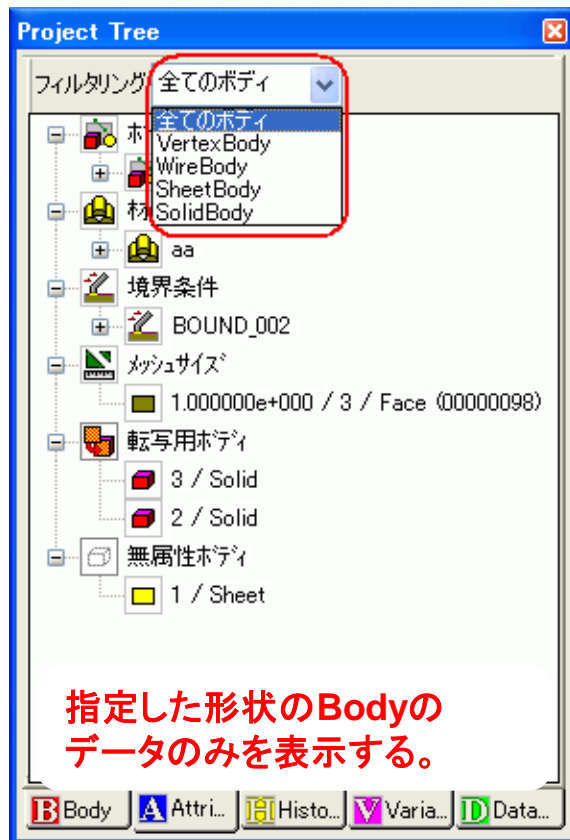 Project Tree
フィルタリング 全てのボディ
全てのボディ
VertexBody
WireBody
SheetBody
SolidBody
ホ
材
aa
境界条件
BOUND_002
ﾒｯｼｭｻｲｽﾞ
1.000000e+000 / 3 / Face (00000098)
転写用ﾎﾞﾃﾞｨ
3 / Solid
2 / Solid
無属性ﾎﾞﾃﾞｨ
1 / Sheet
指定した形状のBodyの
データのみを表示する。
B Body A Attri... H Histo... V Varia... D Data...